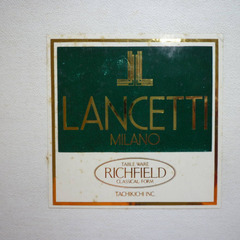 LANCETTI
MILANO
TABLE WARE
RICHFIELD
CLASSICAL FORM
TACHIKICHI INC.